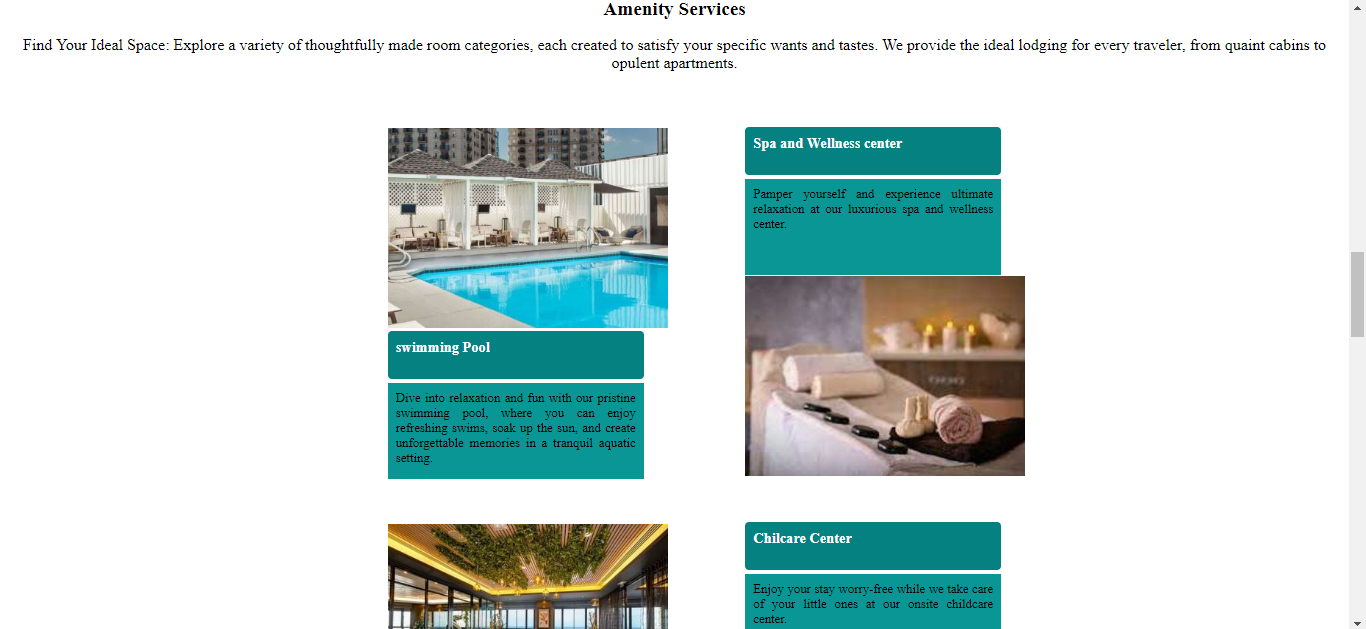 Amenity Services
Find Your Ideal Space: Explore a variety of thoughtfully made room categories, each created to satisfy your specific wants and tastes. We provide the ideal lodging for every traveler, from quaint cabins to
opulent apartments.
swimming Pool
Dive into relaxation and fun with our pristine
swimming pool, where you can enjoy
refreshing swims, soak up the sun, and create
unforgettable memories in a tranquil aquatic
setting.
Spa and Wellness center
Pamper yourself and experience ultimate
relaxation at our luxurious spa and wellness
center.
Chilcare Center
Enjoy your stay worry-free while we take care
of your little ones at our onsite childcare
center.